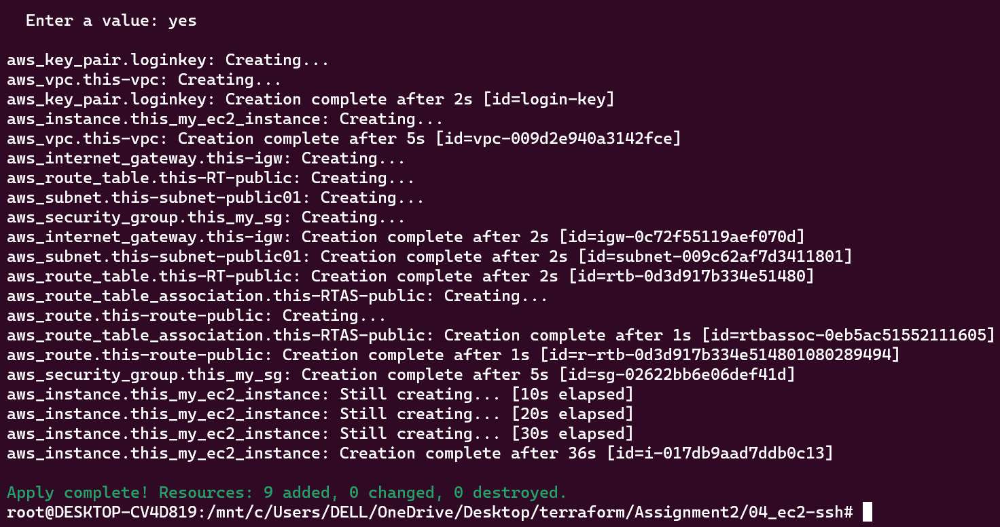 Enter a value: yes
aws_key_pair.loginkey: Creating...
aws_vpc.this-vpc: Creating...
aws_key_pair.loginkey: Creation complete after 2s [id=login-key]
aws_instance.this_my_ec2_instance: Creating...
aws_vpc.this-vpc: Creation complete after 5s [id=vpc-009d2e940a3142fce]
aws_internet_gateway.this-igw: Creating...
aws_route_table.this-RT-public: Creating...
aws_subnet.this-subnet-public01: Creating...
aws_security_group.this_my_sg: Creating...
aws_internet_gateway.this-igw: Creation complete after 2s [id=igw-0c72f55119aef070d]
aws_subnet.this-subnet-public01: Creation complete after 2s [id=subnet-009c62af7d3411801]
aws_route_table.this-RT-public: Creation complete after 2s [id=rtb-0d3d917b334e51480]
aws_route_table_association.this-RTAS-public: Creating...
aws_route.this-route-public: Creating...
aws_route_table_association.this-RTAS-public: Creation complete after 1s [id=rtbassoc-0eb5ac51552111605]
aws_route.this-route-public: Creation complete after 1s [id=r-rtb-0d3d917b334e514801080289494]
aws_security_group.this_my_sg: Creation complete after 5s [id=sg-02622bb6e06def41d]
aws_instance.this_my_ec2_instance: Still creating... [10s elapsed]
aws_instance.this_my_ec2_instance: Still creating... [20s elapsed]
aws_instance.this_my_ec2_instance: Still creating... [30s elapsed]
aws_instance.this_my_ec2_instance: Creation complete after 36s [id=i-017db9aad7ddb0c13]
Apply complete! Resources: 9 added, 0 changed, 0 destroyed.
root@DESKTOP-CV4D819:/mnt/c/Users/DELL/OneDrive/Desktop/terraform/Assignment2/04_ec2-ssh#